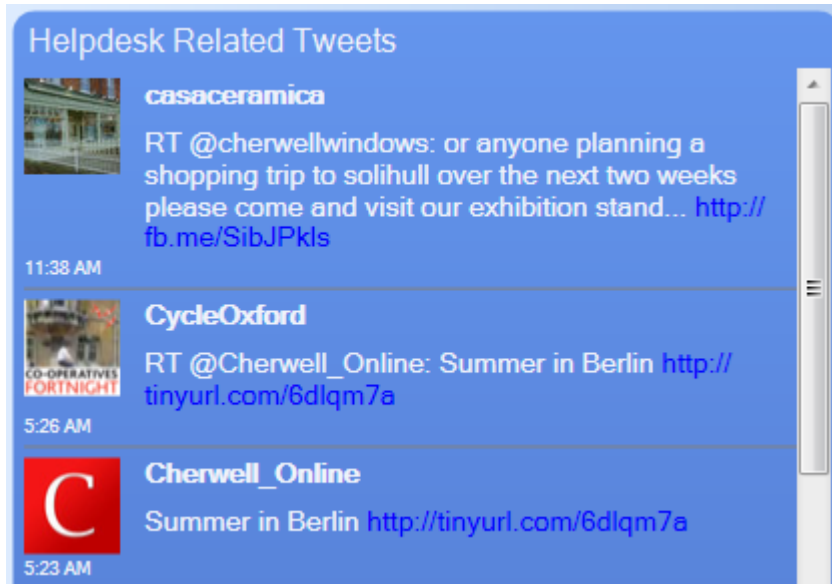 Helpdesk Related Tweets
casaceramica
RT @cherwellwindows: or anyone planning a
shopping trip to solihull over the next two weeks
please come and visit our exhibition stand... http://
fb.me/SibJPkls
11:38 AM
CO-OPERATIVES
FORTNIGHT
CycleOxford
RT @Cherwell_Online: Summer in Berlin http://
tinyurl.com/6dlqm7a
5:26 AM
C
Cherwell_Online
Summer in Berlin http://tinyurl.com/6dlqm7a
5:23 AM